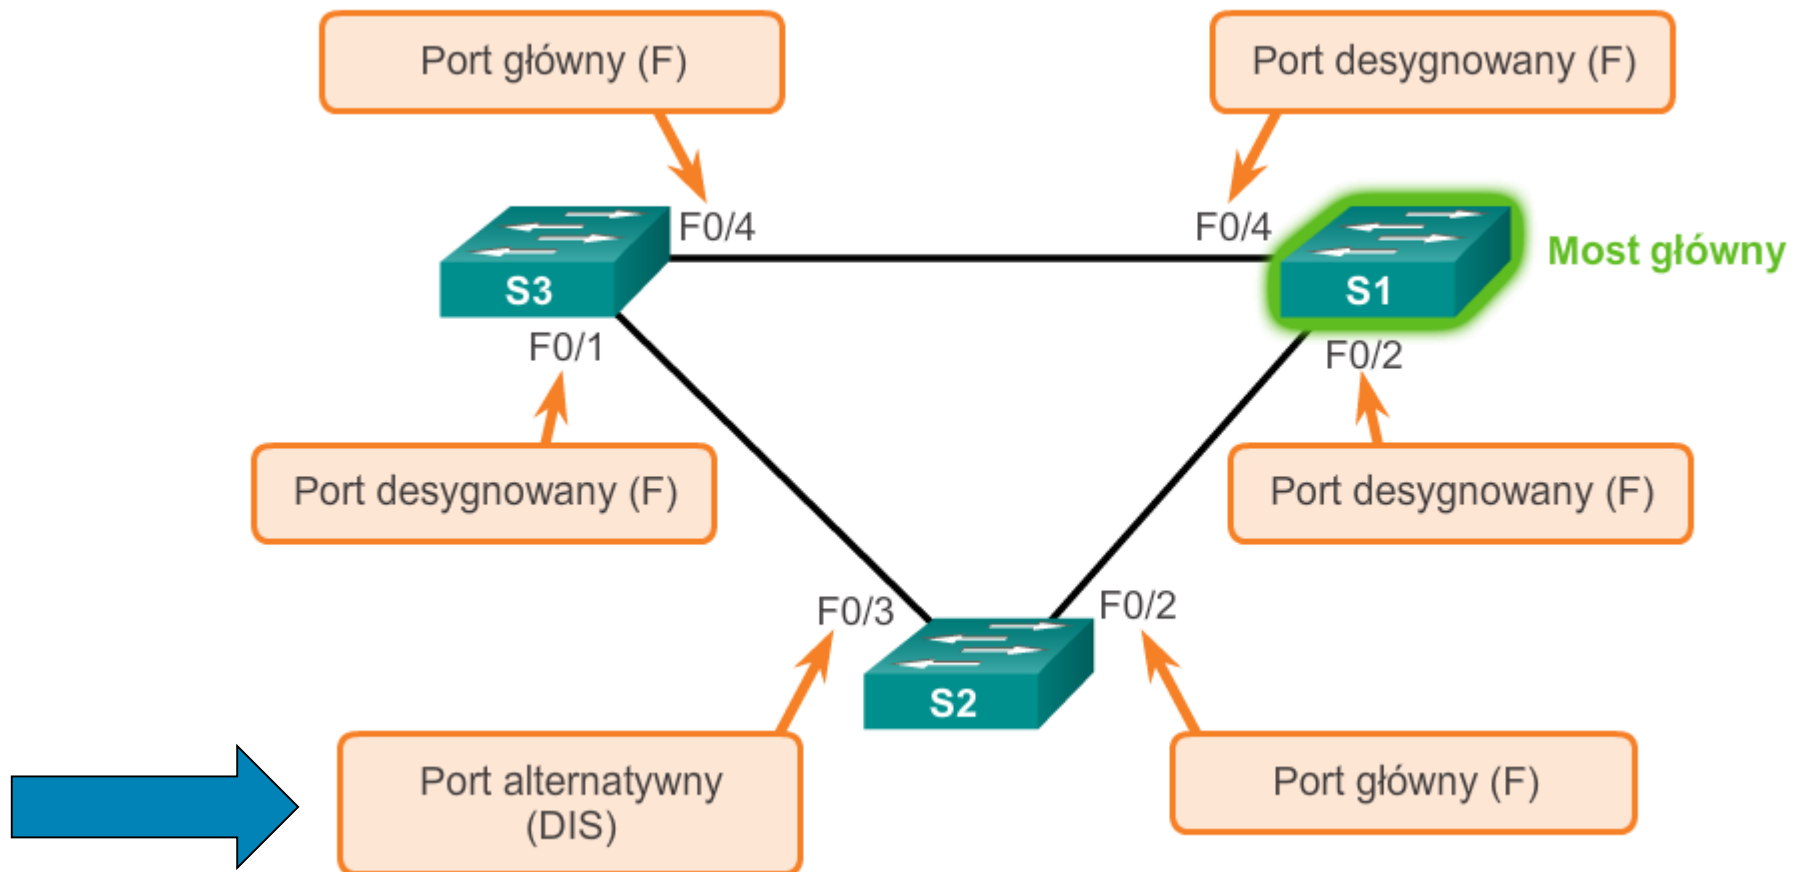 Port główny (F)
Port desygnowany (F)
F0/4
F0/4
Most główny
S3
S1
F0/1
F0/2
Port desygnowany (F)
Port desygnowany (F)
F0/3
F0/2
S2
Port alternatywny
(DIS)
Port główny (F)